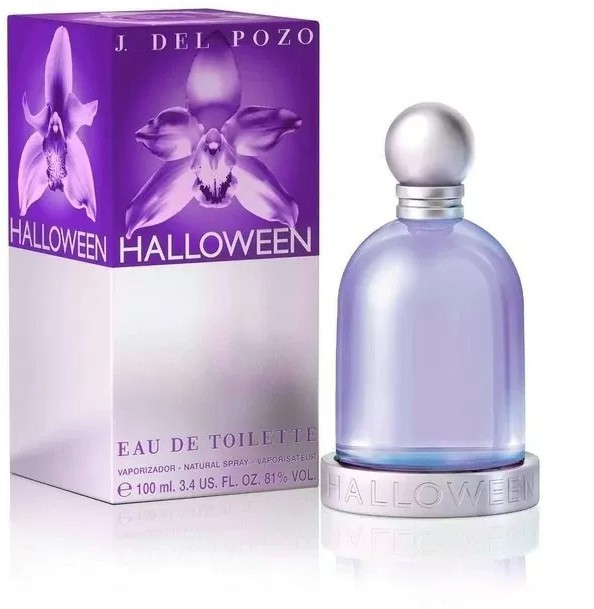 J. DEL POZO
HALLOWEEN
HALLOWEEN
EAU DE TOILETTE
VAPORIZADOR - NATURAL SPRAY - VAPORISATEUR
e 100 ml. 3.4 US. FL. OZ. 81% VOL.
HALLOWEEN